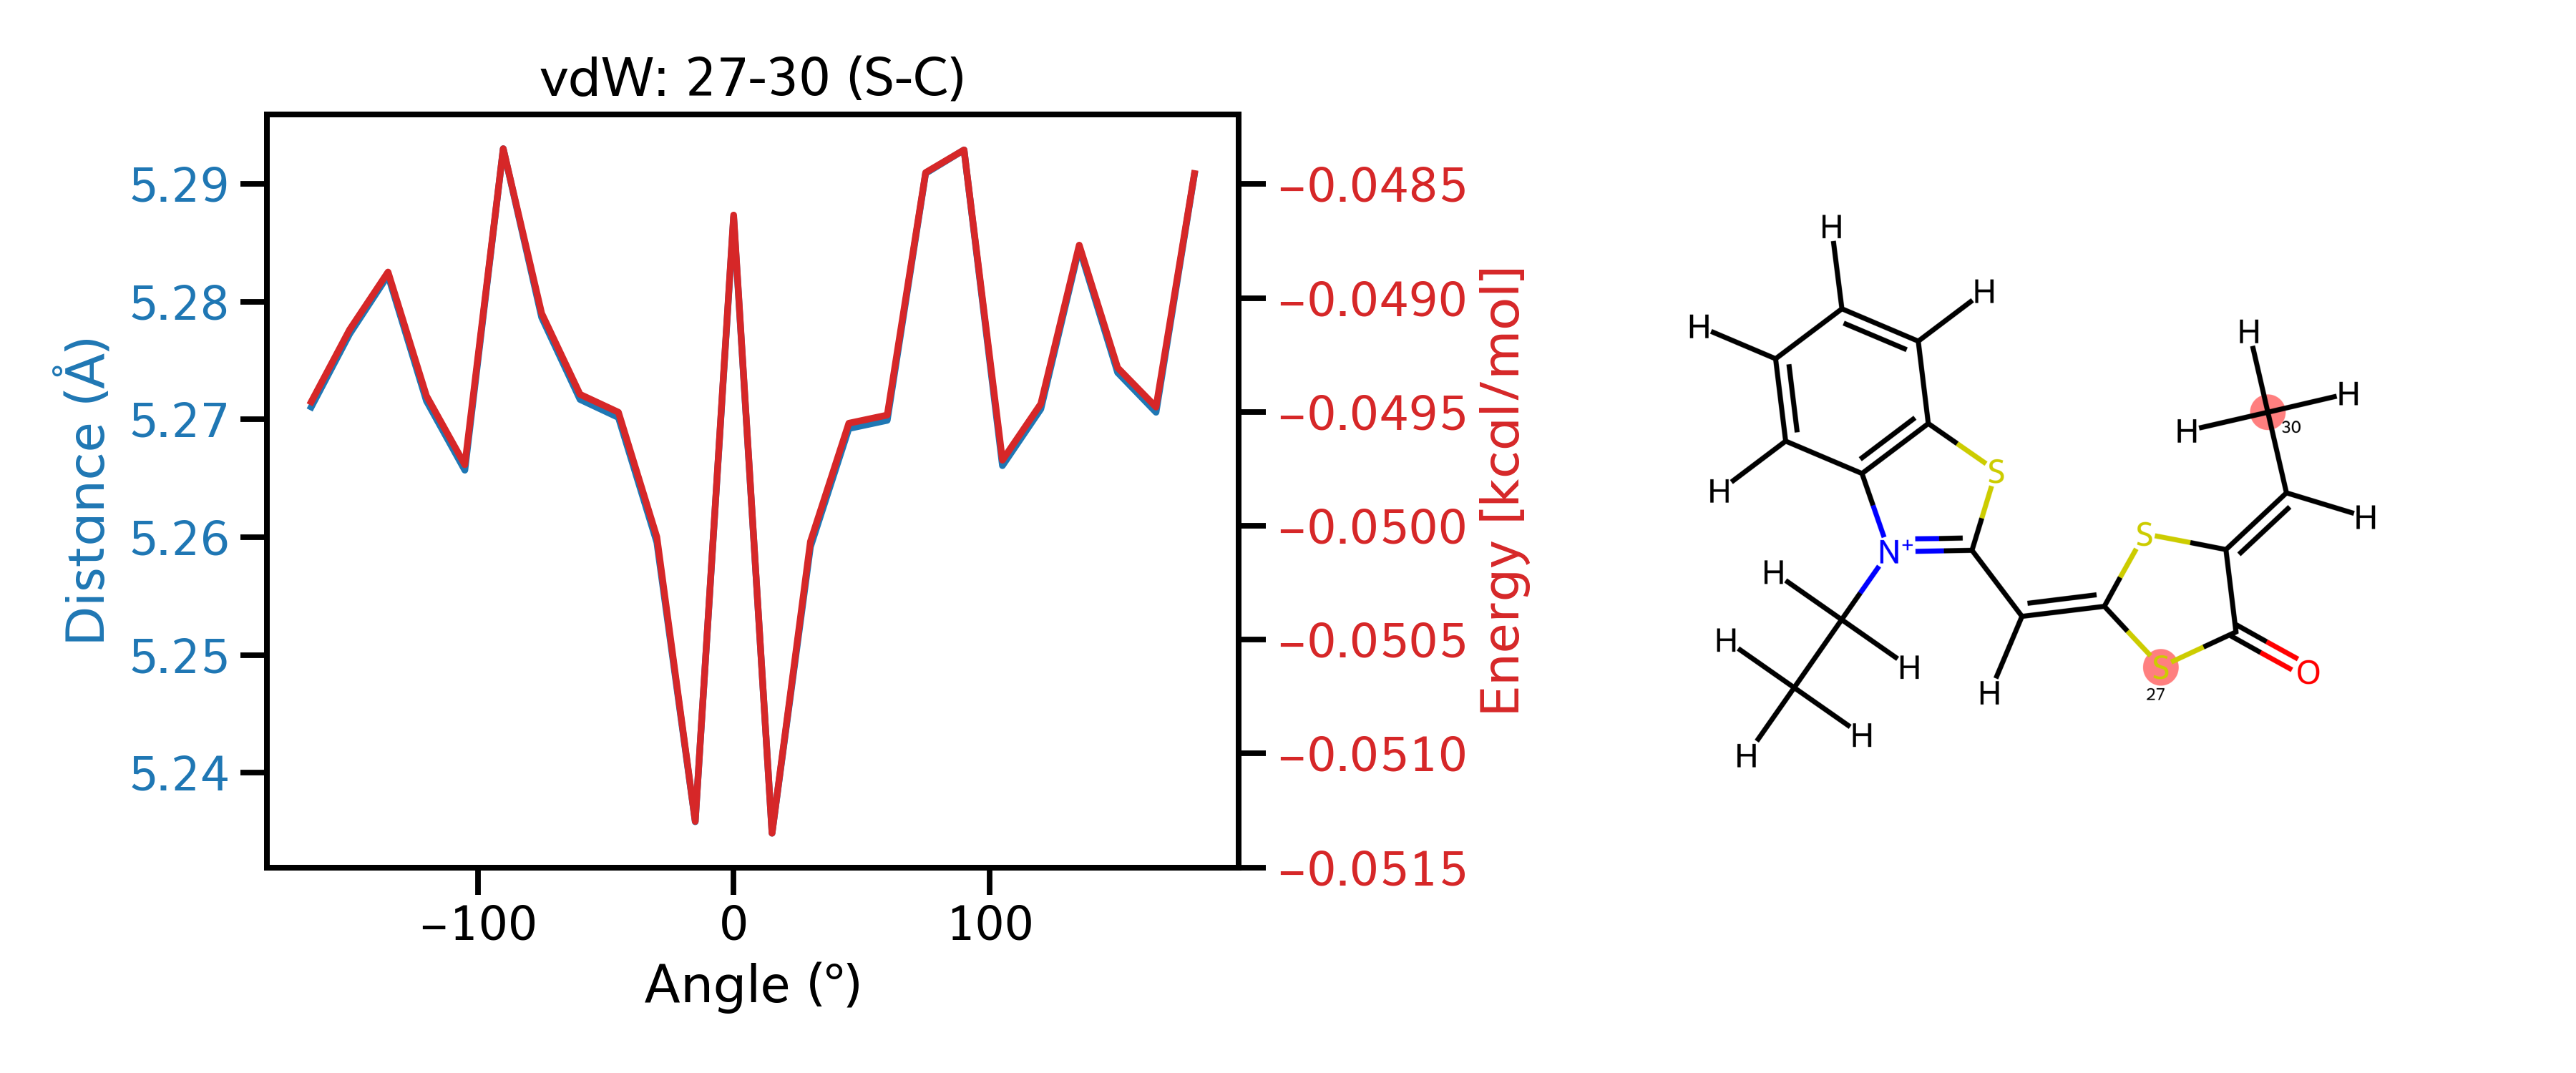 vdW: 27-30 (S-C)
Distance (Å)
5.29
5.28
5.27
5.26
5.25
5.24
−0.0485
−0.0490
−0.0495
−0.0500
−0.0505
−0.0510
−0.0515
Energy [kcal/mol]
−100
0
100
Angle (°)
H
H
H
H
H
H
H
30
S
H
H
S
N+
H
H
H
S
27
O
H
H
H